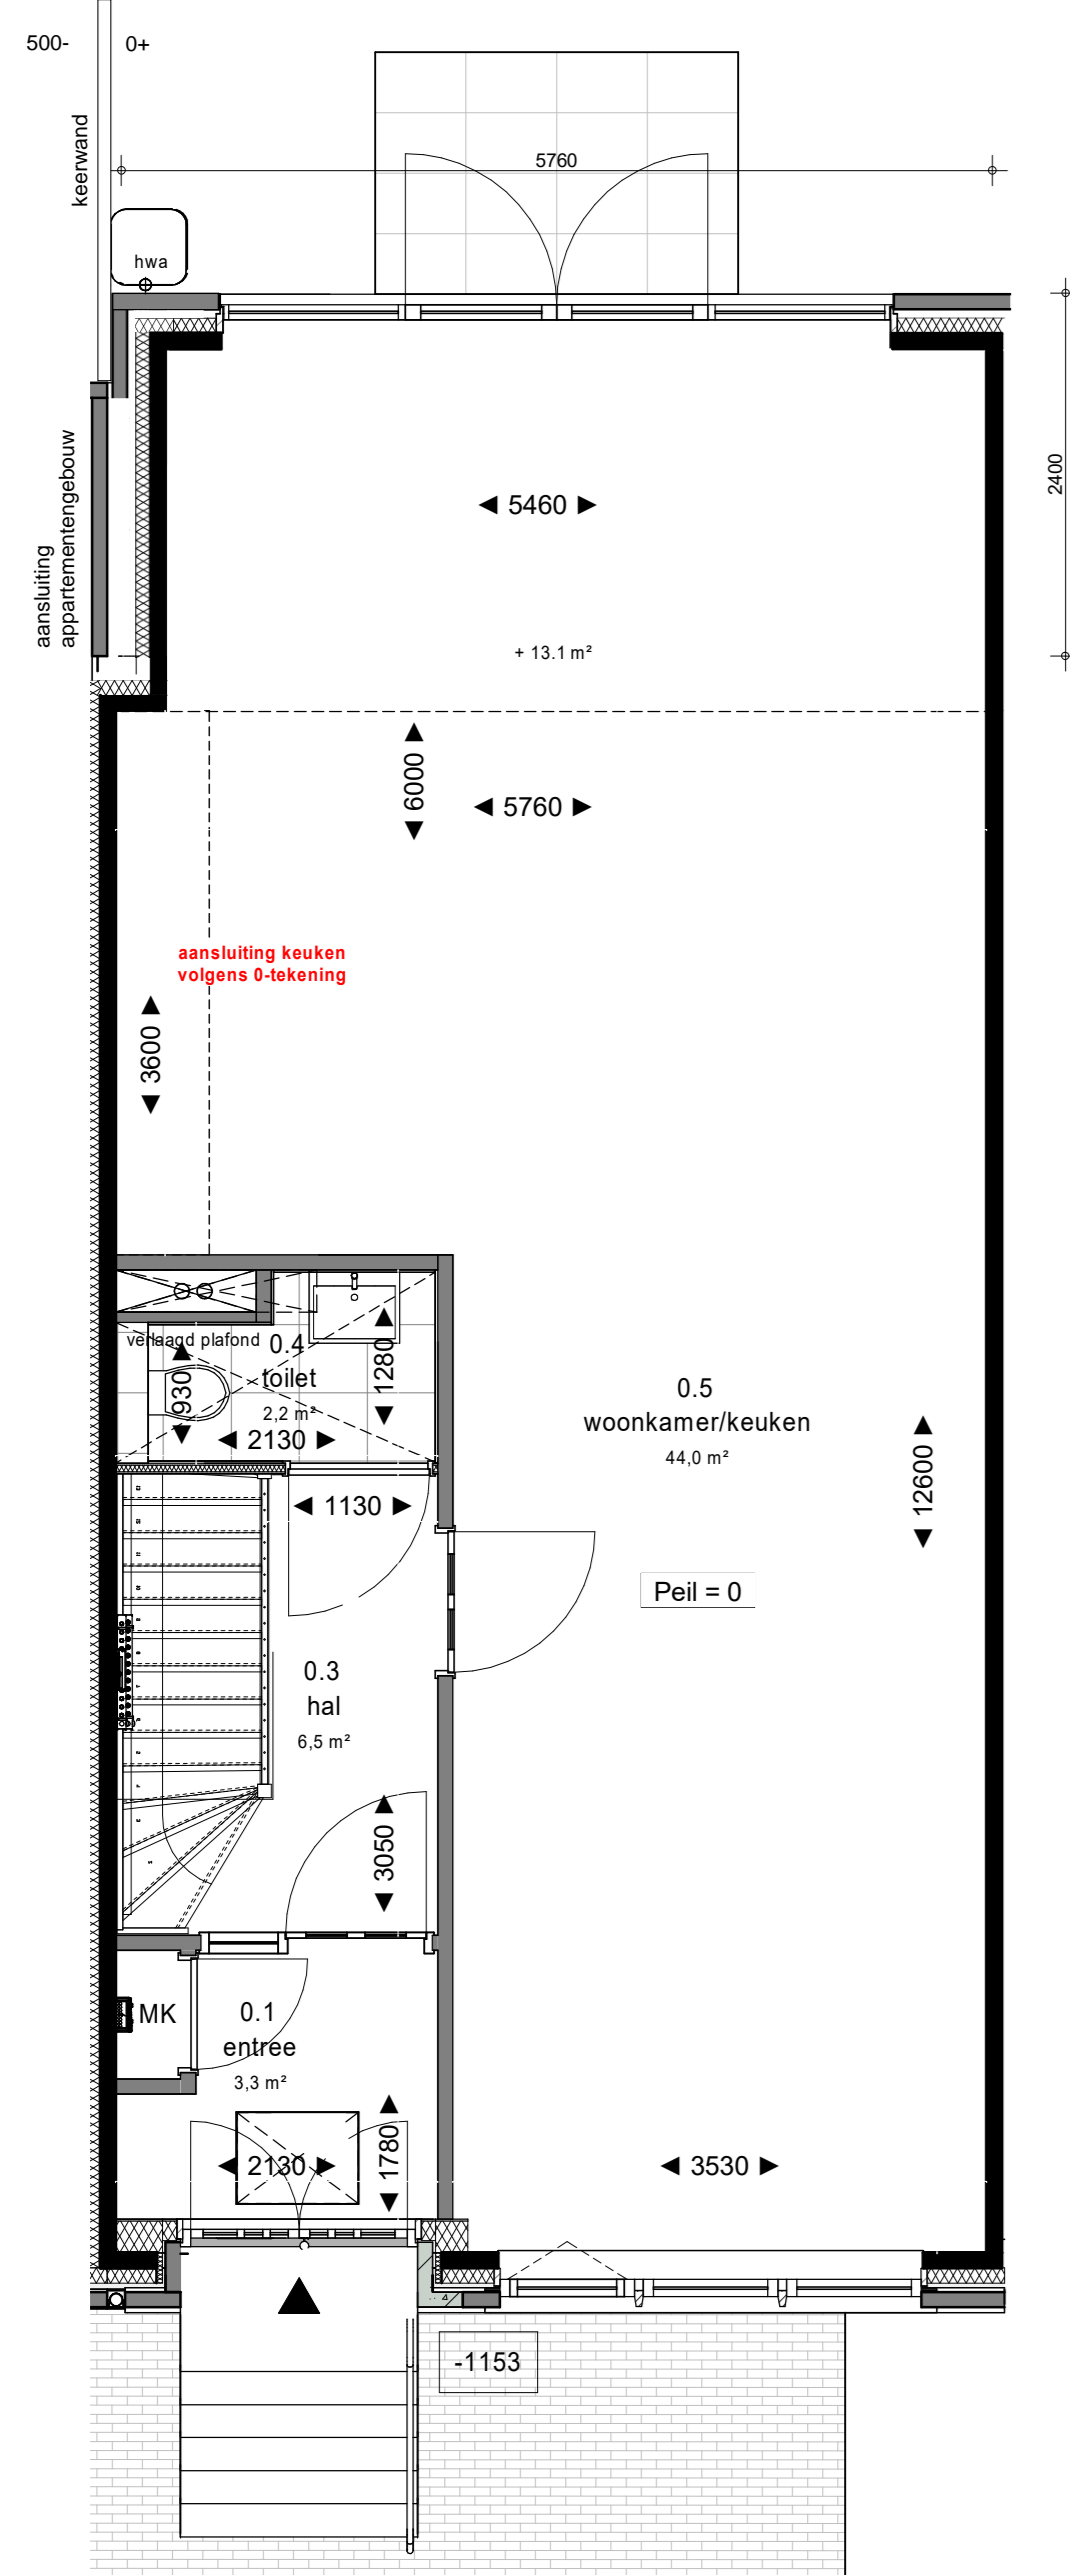 500-
0+
keerwand
5760
hwa
2400
aansluiting
appartementengebouw
5460
+ 13.1 m²
6000
5760
aansluiting keuken
volgens 0-tekening
3600
verlaagd plafond
0.4
toilet
2,2 m²
930
1280
2130
0.5
woonkamer/keuken
44,0 m²
12600
1130
Peil = 0
0.3
hal
6,5 m²
3050
MK
0.1
entree
3,3 m²
2130
1780
3530
-1153